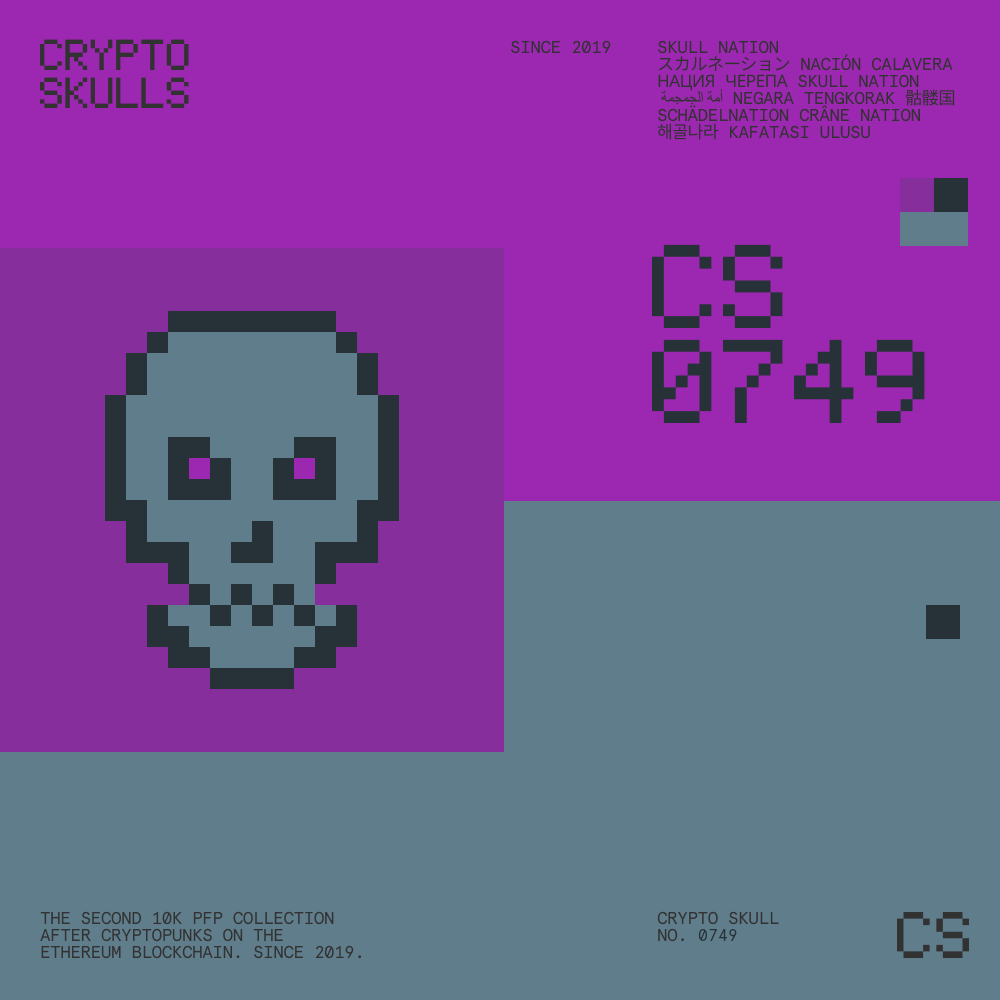 CRYPTO
SKULLS
SINCE 2019
SKULL NATION
スカルネーション NACIÓN CALAVERA
НАЦИЯ ЧЕРЕПА SKULL NATION
أمة الجمجمة NEGARA TENGKORAK 骷髅国
SCHÄDELNATION CRÂNE NATION
해골나라 KAFATASI ULUSU
CS
0749
THE SECOND 10K PFP COLLECTION
AFTER CRYPTOPUNKS ON THE
ETHEREUM BLOCKCHAIN. SINCE 2019.
CRYPTO SKULL
NO. 0749
CS